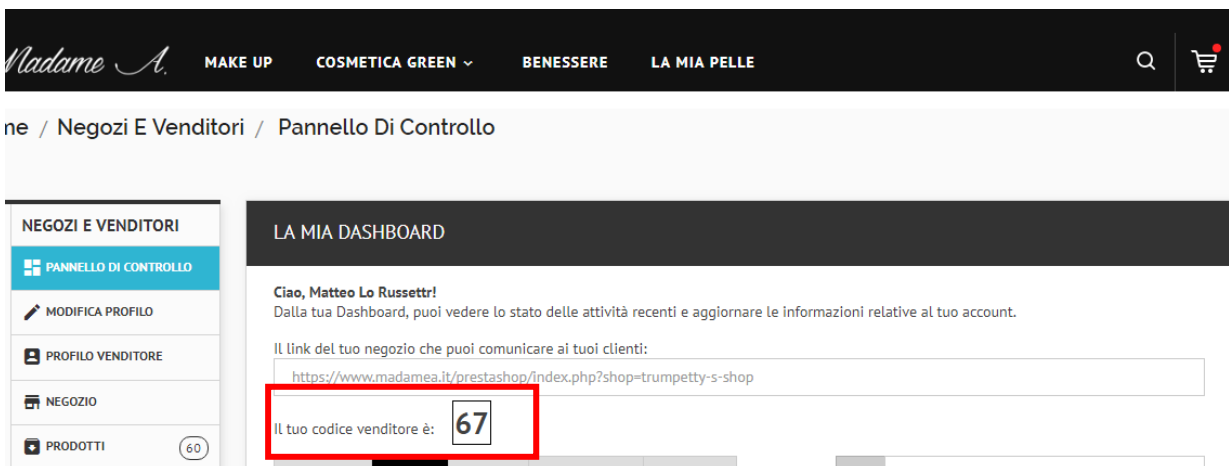 Madame A.
MAKE UP
COSMETICA GREEN
BENESSERE
LA MIA PELLE
me / Negozi E Venditori / Pannello Di Controllo
NEGOZI E VENDITORI
PANNELLO DI CONTROLLO
MODIFICA PROFILO
PROFILO VENDITORE
NEGOZIO
PRODOTTI 60
LA MIA DASHBOARD
Ciao, Matteo Lo Russettr!
Dalla tua Dashboard, puoi vedere lo stato delle attività recenti e aggiornare le informazioni relative al tuo account.
Il link del tuo negozio che puoi comunicare ai tuoi clienti:
https://www.madamea.it/prestashop/index.php?shop=trumpetty-s-shop
Il tuo codice venditore è: 67